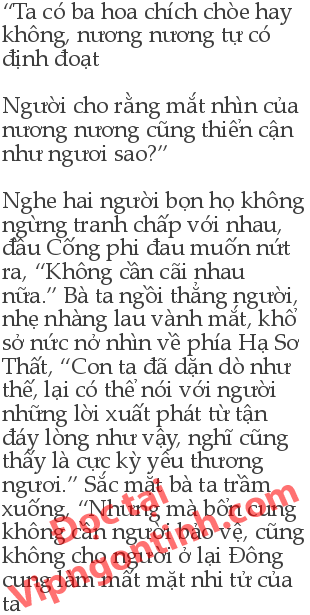 “Ta có ba hoa chích chòe hay
không, nương nương tự có
định đoạt
Người cho rằng mắt nhìn của
nương nương cũng thiển cận
như ngươi sao?”
Nghe hai người bọn họ không
ngừng tranh chấp với nhau,
đầu Cống phi đau muốn nứt
ra, “Không cần cãi nhau
nữa.” Bà ta ngồi thẳng người,
nhẹ nhàng lau vành mắt, khổ
sở nức nở nhìn về phía Hạ Sơ
Thất, “Con ta đã dặn dò như
thế, lại có thể nói với người
những lời xuất phát từ tận
đáy lòng như vậy, nghĩ cũng
thấy là cực kỳ yêu thương
ngươi.” Sắc mặt bà ta trầm
xuống, “Nhưng mà bổn cung
không cần ngươi bảo vệ, cũng
không cho ngươi ở lại Đông
cung làm mất mặt nhi tử của
ta
Đọc tại
Vipngontinh.com